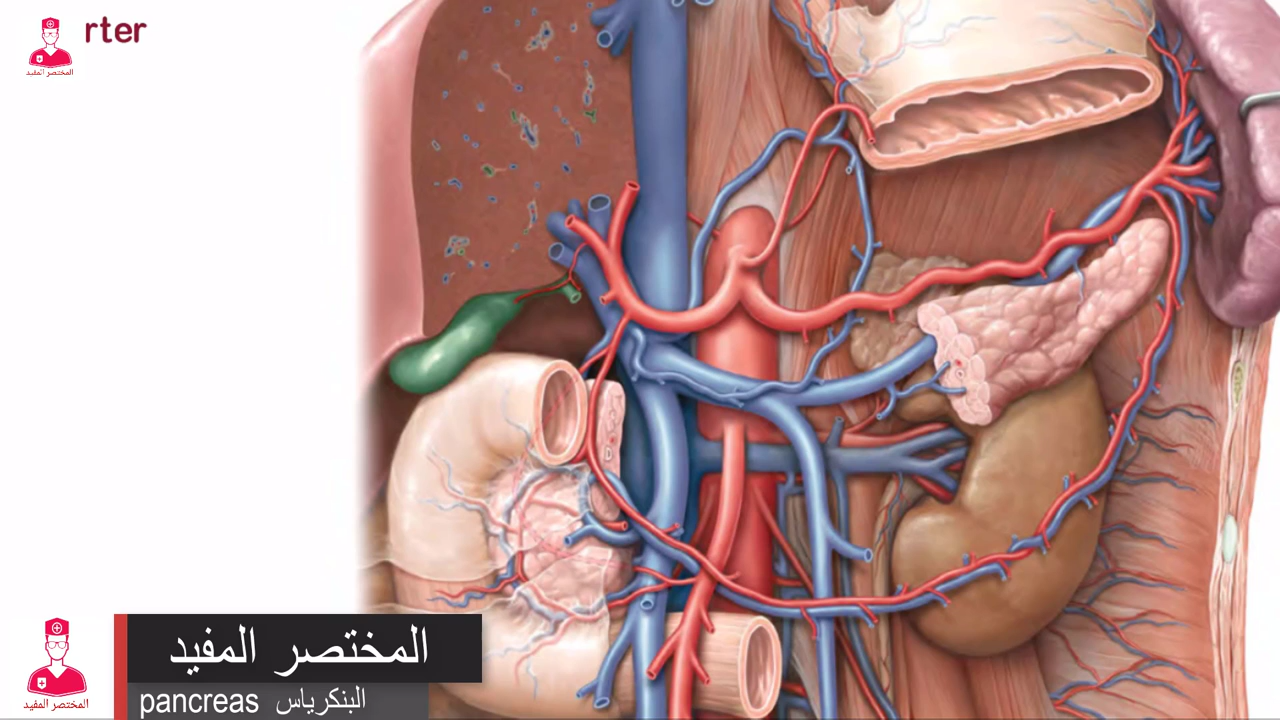 rter
المختصر المفيد
المختصر المفيد
pancreas البنكرياس
المختصر المفيد